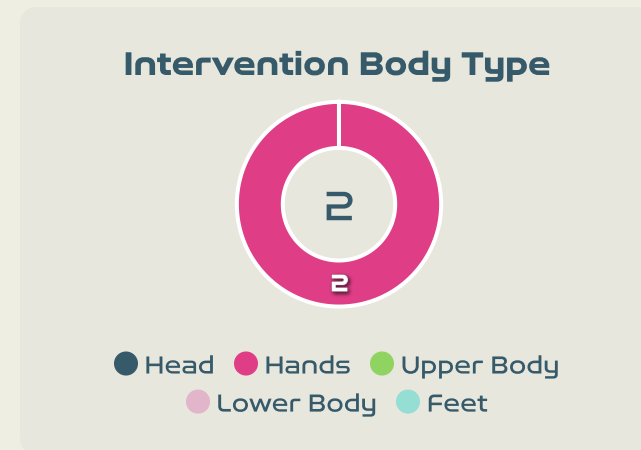 Intervention Body Type
2
2
Head Hands Upper Body
Lower Body Feet